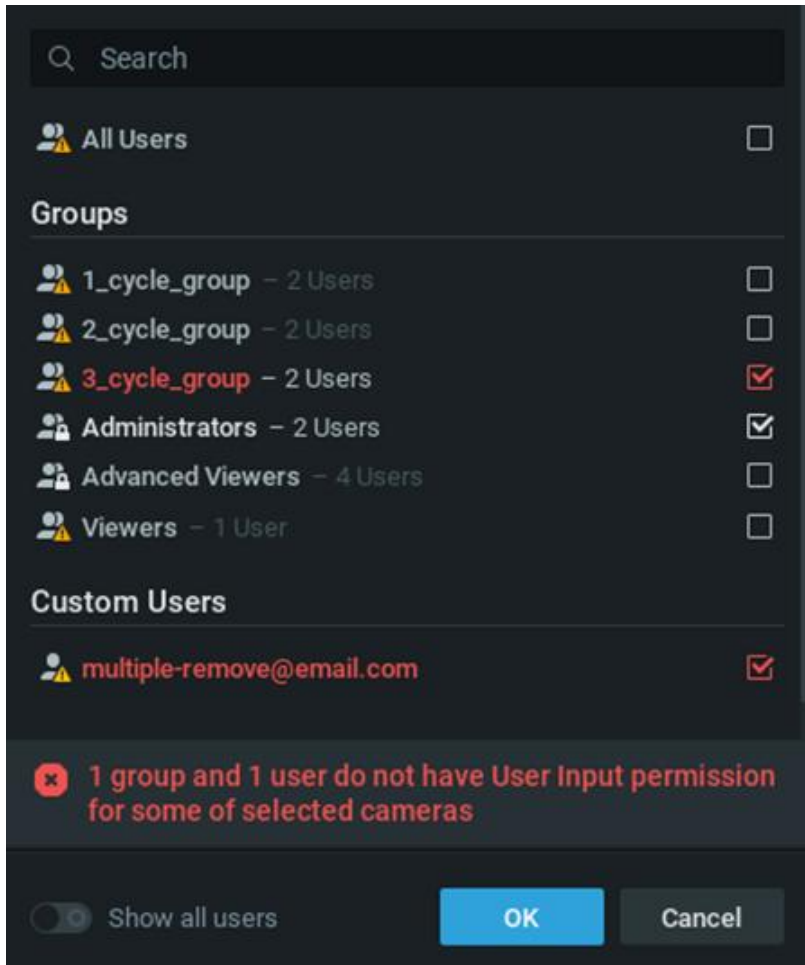 Search
All Users
Groups
1_cycle_group – 2 Users
2_cycle_group – 2 Users
3_cycle_group – 2 Users
Administrators – 2 Users
Advanced Viewers – 4 Users
Viewers – 1 User
Custom Users
multiple-remove@email.com
1 group and 1 user do not have User Input permission
for some of selected cameras
Show all users
OK
Cancel